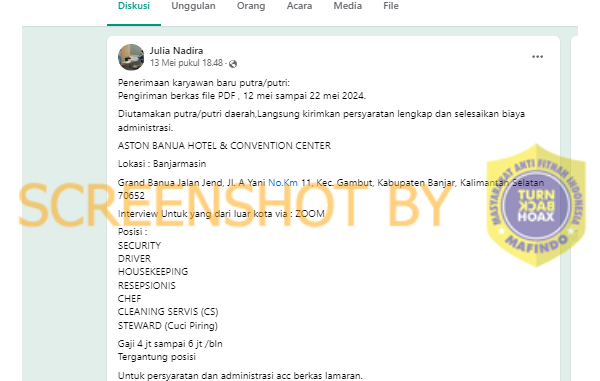 Diskusi Unggulan Orang Acara Media File
Julia Nadira
13 Mei pukul 18.48 ·
Penerimaan karyawan baru putra/putri:
Pengiriman berkas file PDF , 12 mei sampai 22 mei 2024.
Diutamakan putra/putri daerah,Langsung kirimkan persyaratan lengkap dan selesaikan biaya
administrasi.
ASTON BANUA HOTEL & CONVENTION CENTER
Lokasi : Banjarmasin
Grand Banua Jalan Jend, Jl. A Yani No.Km 11, Kec. Gambut, Kabupaten Banjar, Kalimantan Selatan
70652
Interview Untuk yang dari luar kota via : ZOOM
Posisi :
SECURITY
DRIVER
HOUSEKEEPING
RESEPSIONIS
CHEF
CLEANING SERVIS (CS)
STEWARD (Cuci Piring)
Gaji 4 jt sampai 6 jt /bln
Tergantung posisi
Untuk persyaratan dan administrasi acc berkas lamaran.
SCREENSHOT BY
MASYARAKAT ANTI FITNAH INDONESIA
TURN
BACK
HOAX
MAFINDO